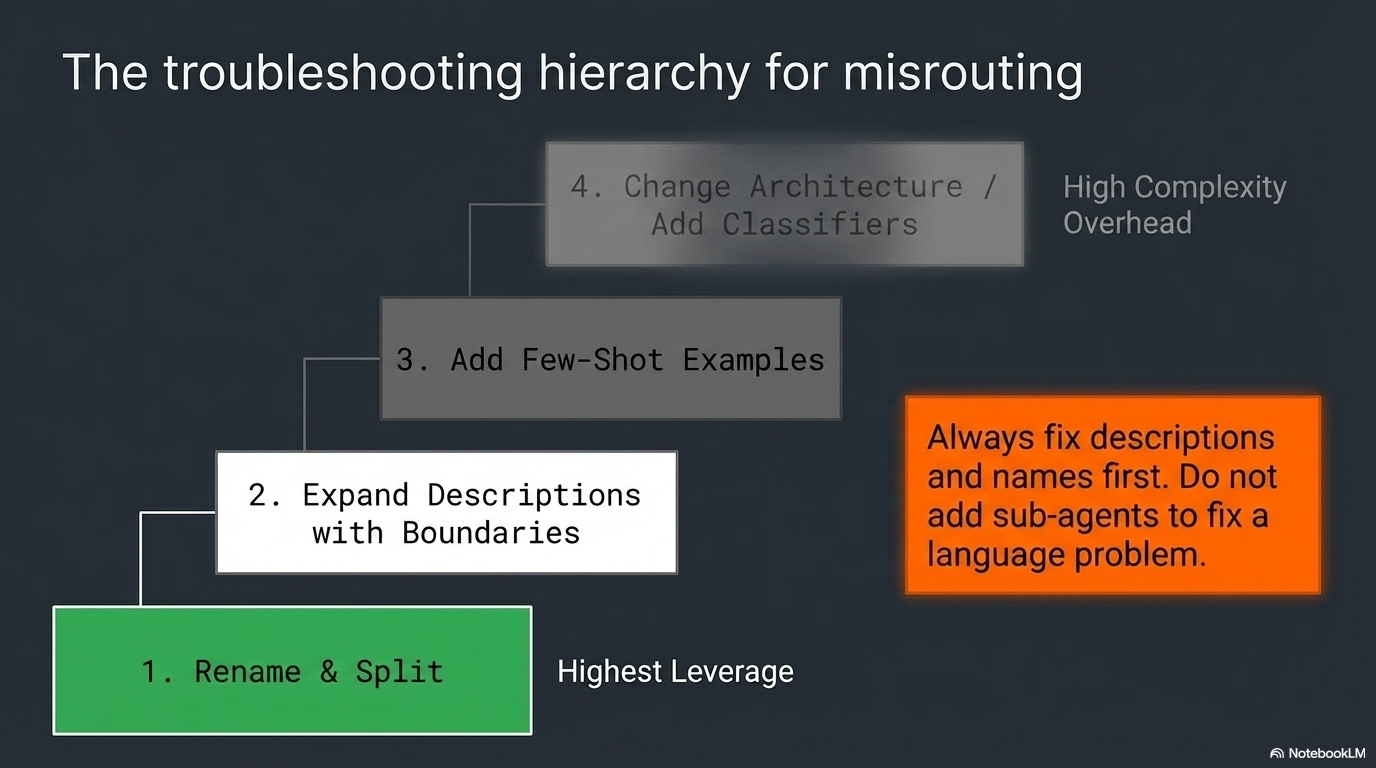 The troubleshooting hierarchy for misrouting
4. Change Architecture /
Add Classifiers
High Complexity
Overhead
3. Add Few-Shot Examples
Always fix descriptions
and names first. Do not
add sub-agents to fix a
language problem.
2. Expand Descriptions
with Boundaries
1. Rename & Split
Highest Leverage
NotebookLM